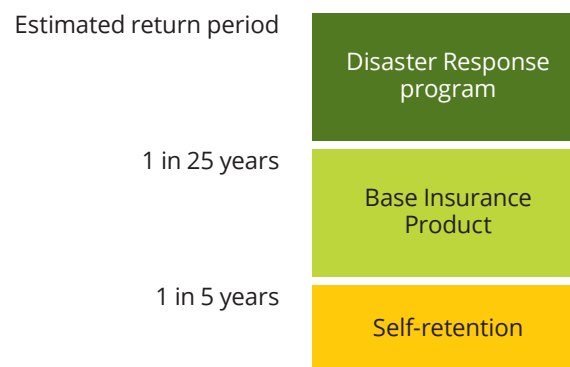 Estimated return period
Disaster Response
program
1 in 25 years
Base Insurance
Product
1 in 5 years
Self-retention